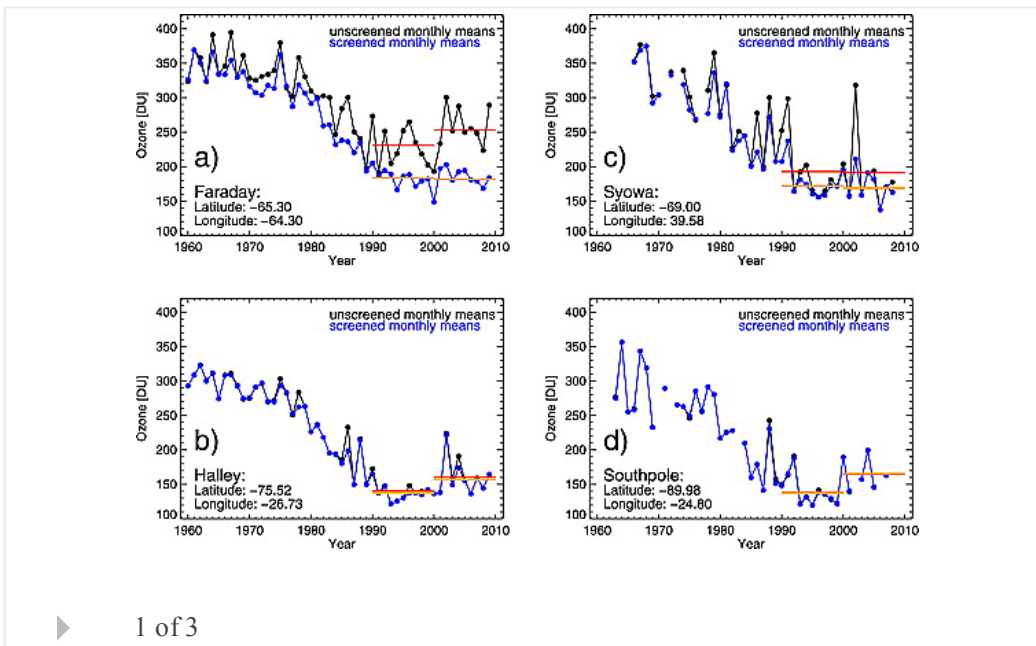 unscreened monthly means
screened monthly means
400
350
300
250
200
150
100
Ozone [DU]
a)
Faraday:
Latitude: −65.30
Longitude: −64.30
1960 1970 1980 1990 2000 2010
Year
unscreened monthly means
screened monthly means
400
350
300
250
200
150
100
Ozone [DU]
c)
Syowa:
Latitude: −69.00
Longitude: 39.58
1960 1970 1980 1990 2000 2010
Year
unscreened monthly means
screened monthly means
400
350
300
250
200
150
100
Ozone [DU]
b)
Halley:
Latitude: −75.52
Longitude: −26.73
1960 1970 1980 1990 2000 2010
Year
unscreened monthly means
screened monthly means
400
350
300
250
200
150
100
Ozone [DU]
d)
Southpole:
Latitude: −89.98
Longitude: −24.80
1960 1970 1980 1990 2000 2010
Year
1 of 3